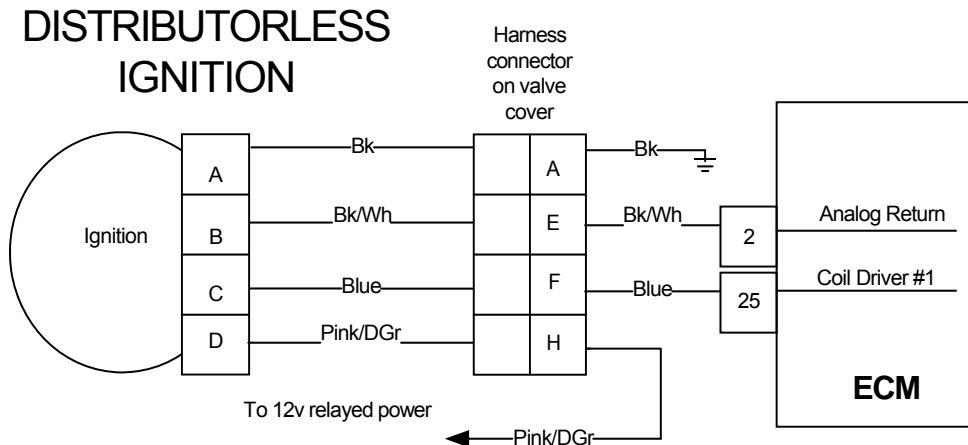 DISTRIBUTORLESS
IGNITION
Harness
connector
on valve
cover
Ignition
A
B
C
D
Bk
Bk/Wh
Blue
Pink/DGr
A
E
F
H
Bk
Bk/Wh
Blue
2
25
Analog Return
Coil Driver #1
ECM
To 12v relayed power
Pink/DGr